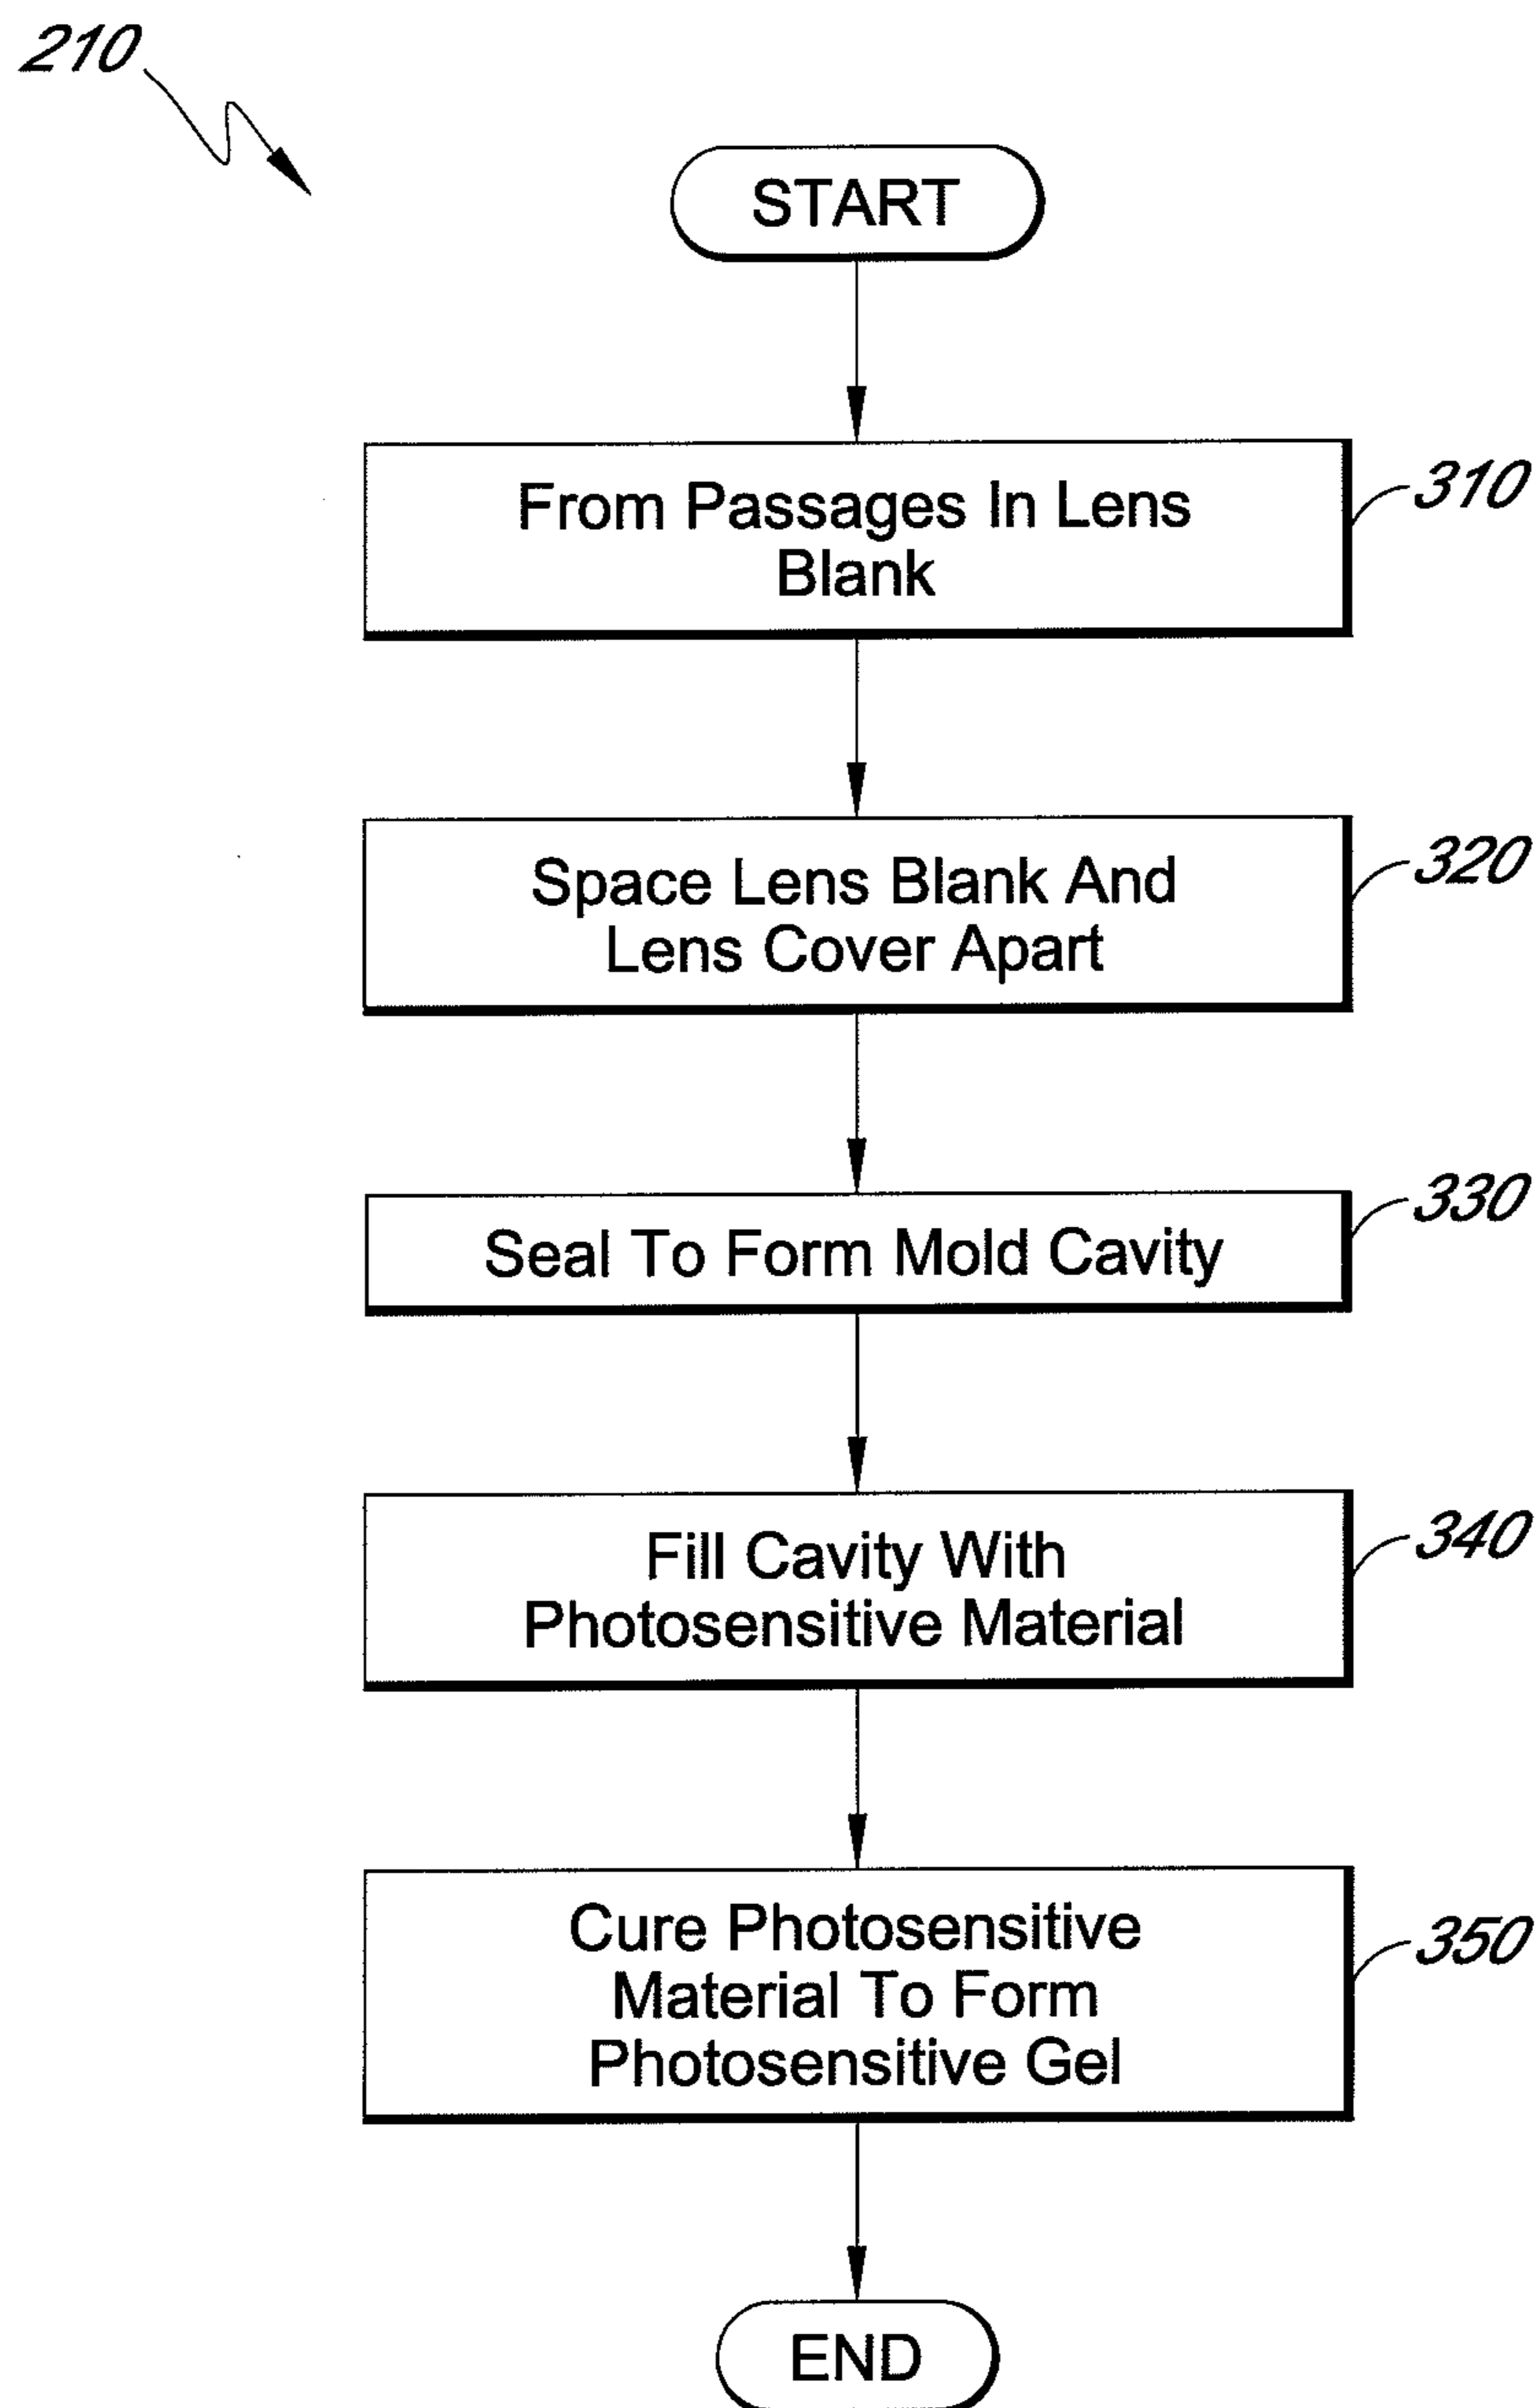 210
START
From Passages In Lens
Blank
310
Space Lens Blank And
Lens Cover Apart
320
Seal To Form Mold Cavity
330
Fill Cavity With
Photosensitive Material
340
Cure Photosensitive
Material To Form
Photosensitive Gel
350
END